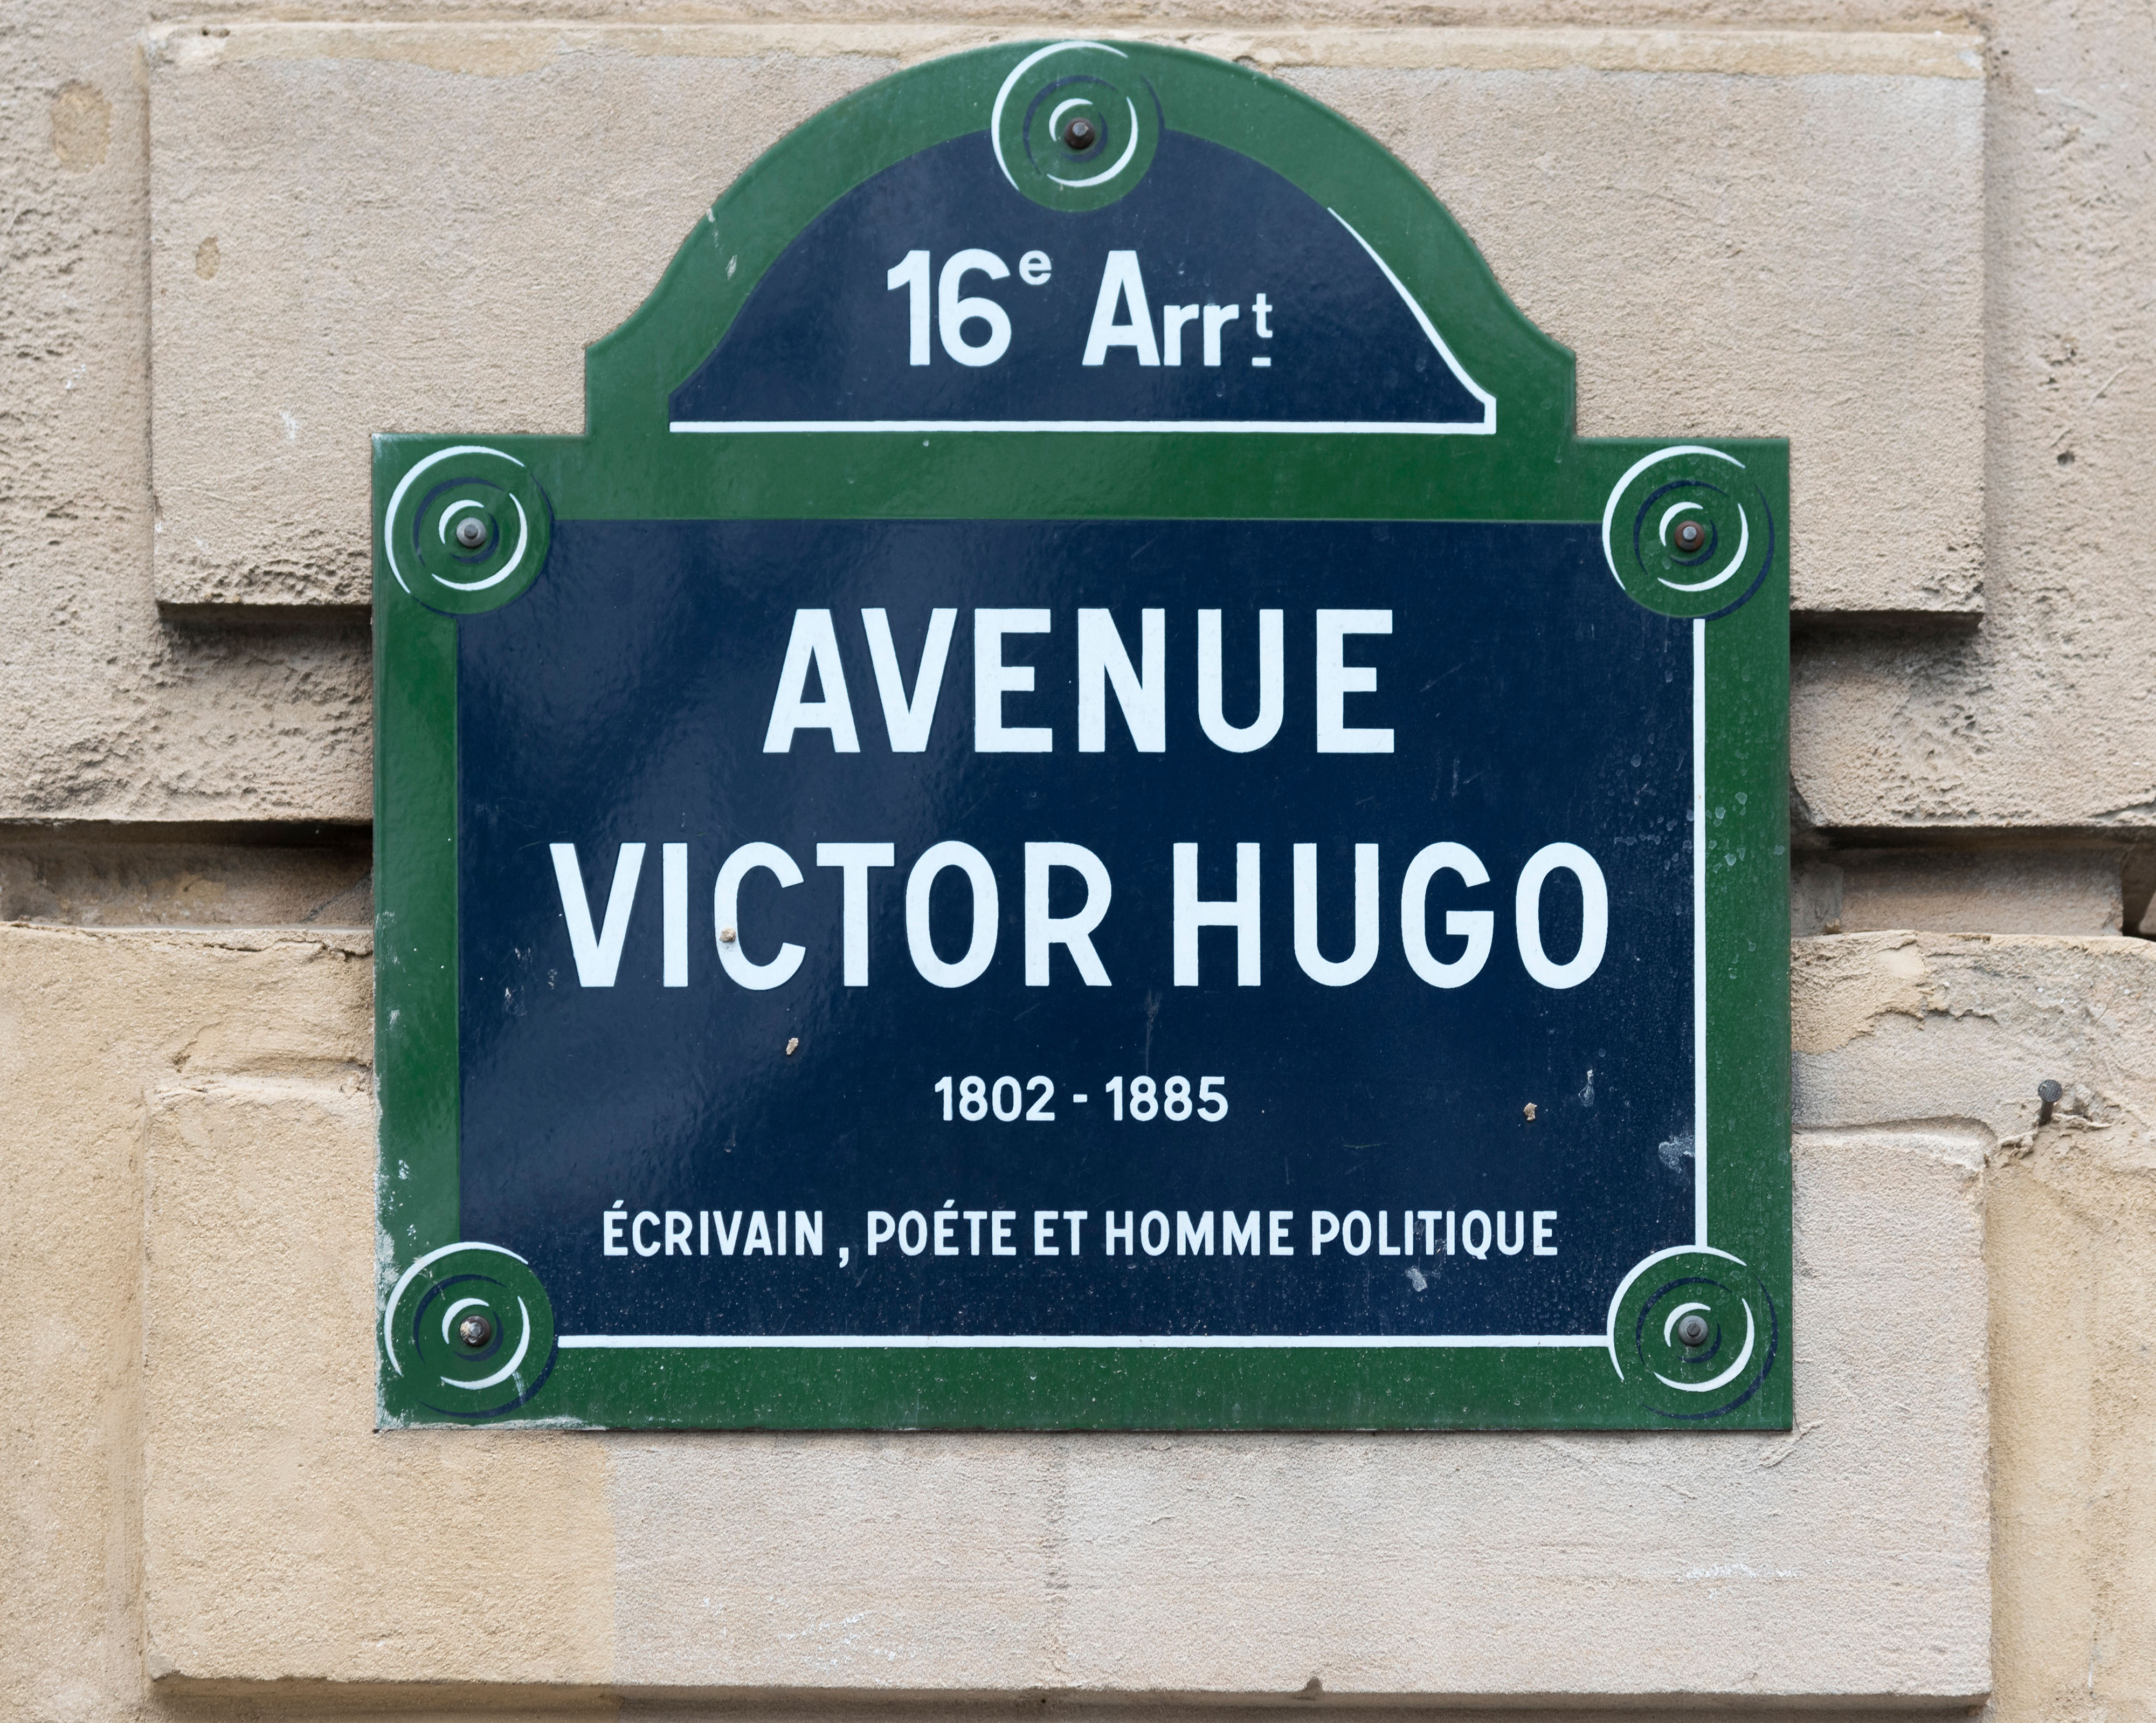 16e Arrt
AVENUE
VICTOR HUGO
1802 - 1885
ÉCRIVAIN, POÉTE ET HOMME POLITIQUE